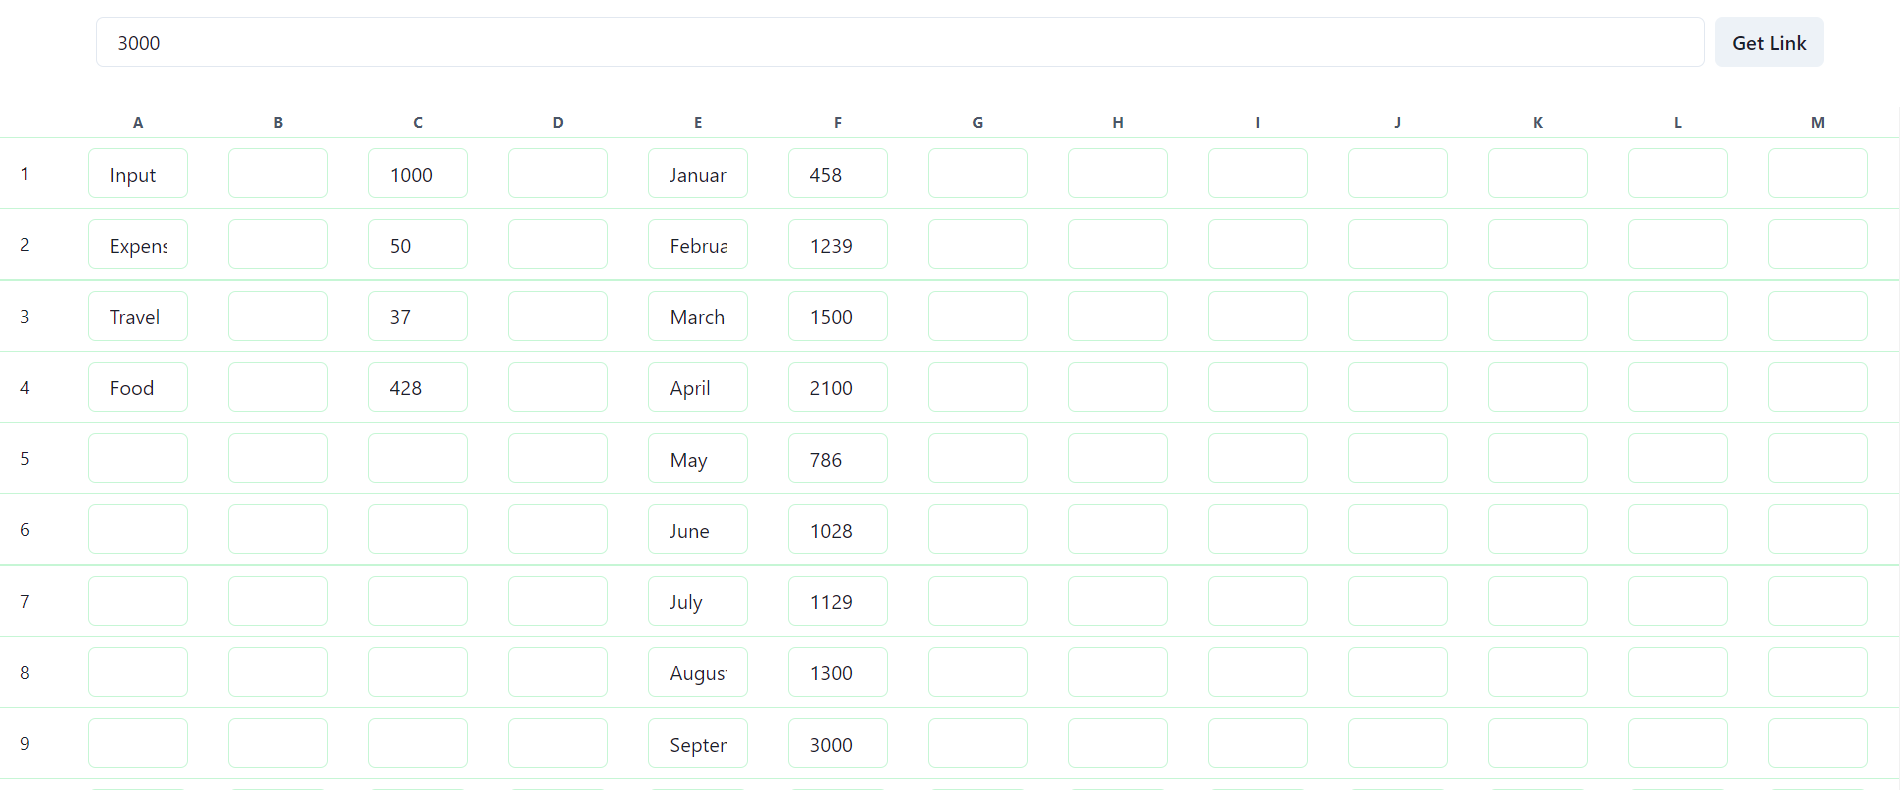 3000 Get Link
A B C D E F G H I J K L M
1 Input 1000 Januar 458
2 Expens 50 Februa 1239
3 Travel 37 March 1500
4 Food 428 April 2100
5 May 786
6 June 1028
7 July 1129
8 Augus 1300
9 Septer 3000